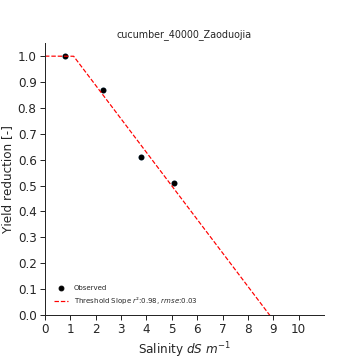 cucumber_40000_Zaoduojia
Yield reduction [-]
1.0
0.9
0.8
0.7
0.6
0.5
0.4
0.3
0.2
0.1
0.0
Observed
Threshold Slope r²:0.98, rmse:0.03
0 1 2 3 4 5 6 7 8 9 10
Salinity dS m⁻¹